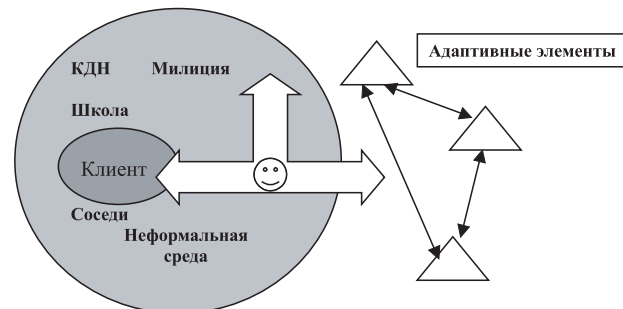 КДН Милиция
Адаптивные элементы
Школа
Клиент
Соседи
Неформальная
среда